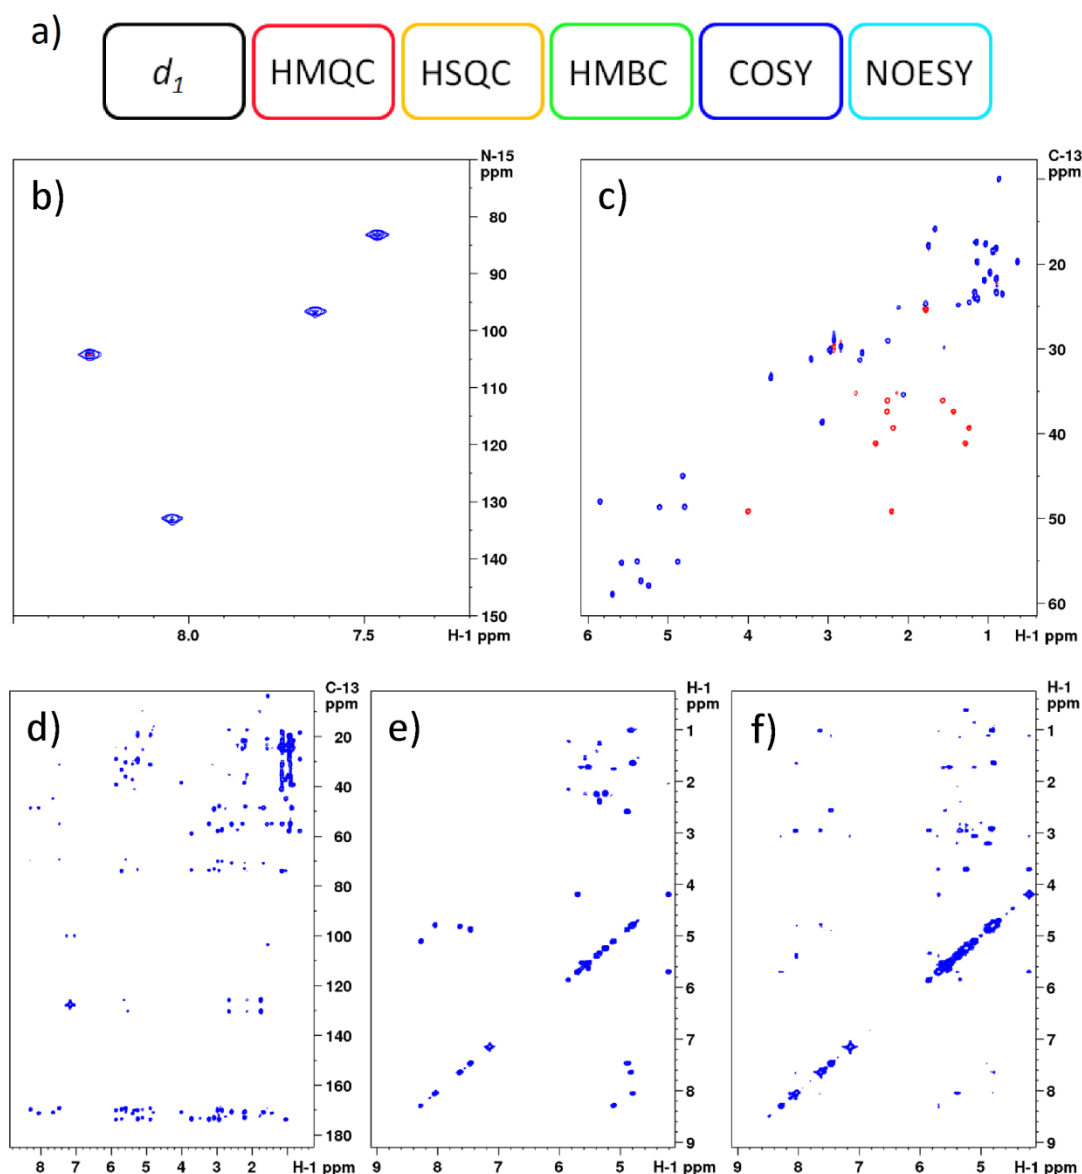 a)
d1 HMQC HSQC HMBC COSY NOESY
b)
N-15
ppm
80
90
100
110
120
130
140
150
8.0 7.5 H-1 ppm
c)
C-13
ppm
20
30
40
50
60
6 5 4 3 2 1 H-1 ppm
d)
C-13
ppm
20
40
60
80
100
120
140
160
180
8 7 6 5 4 3 2 H-1 ppm
e)
H-1
ppm
1
2
3
4
5
6
7
8
9
9 8 7 6 5 H-1 ppm
f)
H-1
ppm
1
2
3
4
5
6
7
8
9
9 8 7 6 5 H-1 ppm